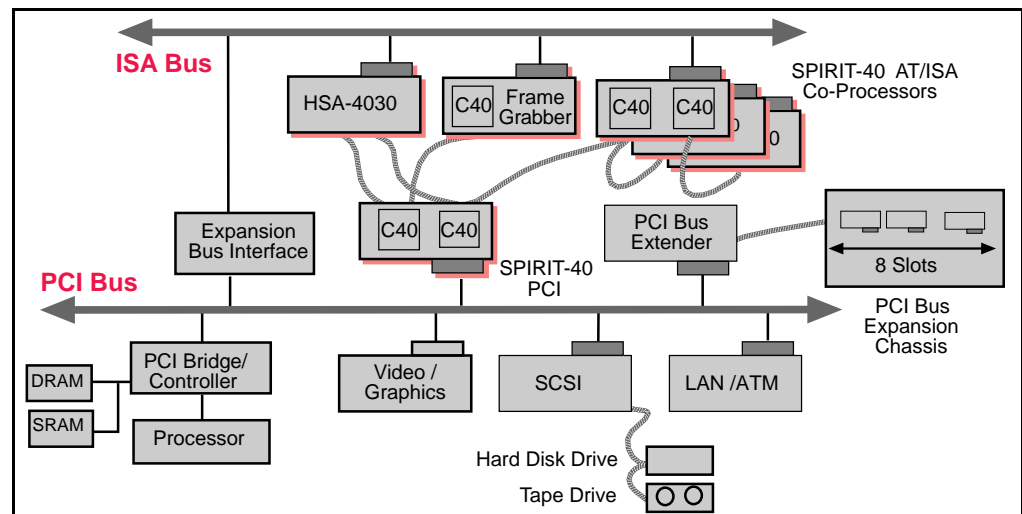 ISA Bus
HSA-4030
C40
Frame
Grabber
C40
C40
0
0
SPIRIT-40 AT/ISA
Co-Processors
Expansion
Bus Interface
C40
C40
SPIRIT-40
PCI
PCI Bus
Extender
8 Slots
PCI Bus
Expansion
Chassis
PCI Bus
DRAM
SRAM
PCI Bridge/
Controller
Processor
Video /
Graphics
SCSI
LAN /ATM
Hard Disk Drive
Tape Drive